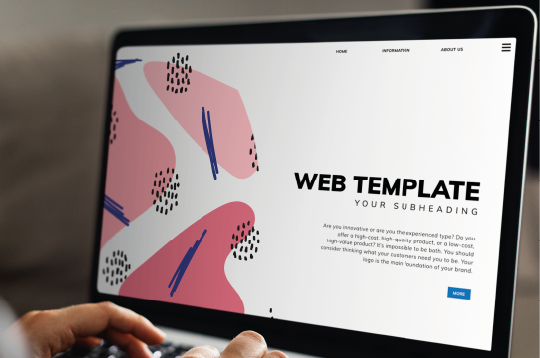 HOME INFORMATION ABOUT US
WEB TEMPLATE
YOUR SUBHEADING
Are you innovative or are you the experienced type? Do you
offer a high-cost, high-quality product, or a low-cost,
high-value product? It's impossible to be both. You should
consider thinking what your customers need you to be. Your
logo is the main foundation of your brand.
MORE